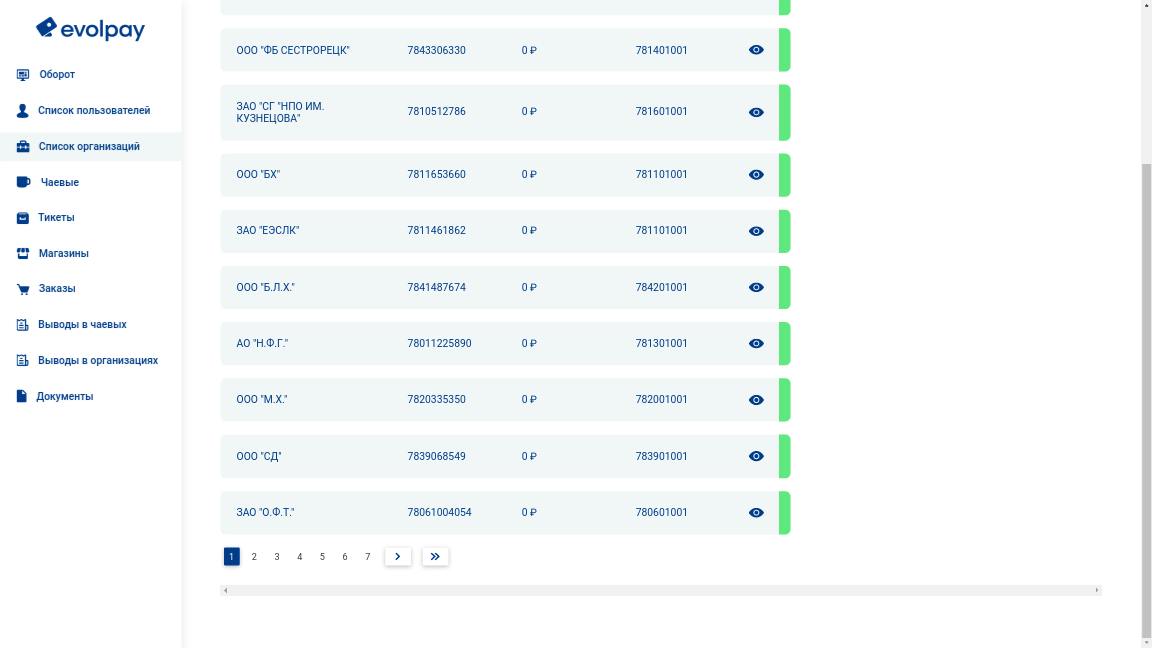 evolpay
Оборот
Список пользователей
Список организаций
Чаевые
Тикеты
Магазины
Заказы
Выводы в чаевых
Выводы в организациях
Документы
ООО "ФБ СЕСТРОРЕЦК" 7843306330 0 ₽ 781401001
ЗАО "СГ "НПО ИМ.
КУЗНЕЦОВА" 7810512786 0 ₽ 781601001
ООО "БХ" 7811653660 0 ₽ 781101001
ЗАО "ЕЭСЛК" 7811461862 0 ₽ 781101001
ООО "Б.Л.Х." 7841487674 0 ₽ 784201001
АО "Н.Ф.Г." 78011225890 0 ₽ 781301001
ООО "М.Х." 7820335350 0 ₽ 782001001
ООО "СД" 7839068549 0 ₽ 783901001
ЗАО "О.Ф.Т." 78061004054 0 ₽ 780601001
1 2 3 4 5 6 7